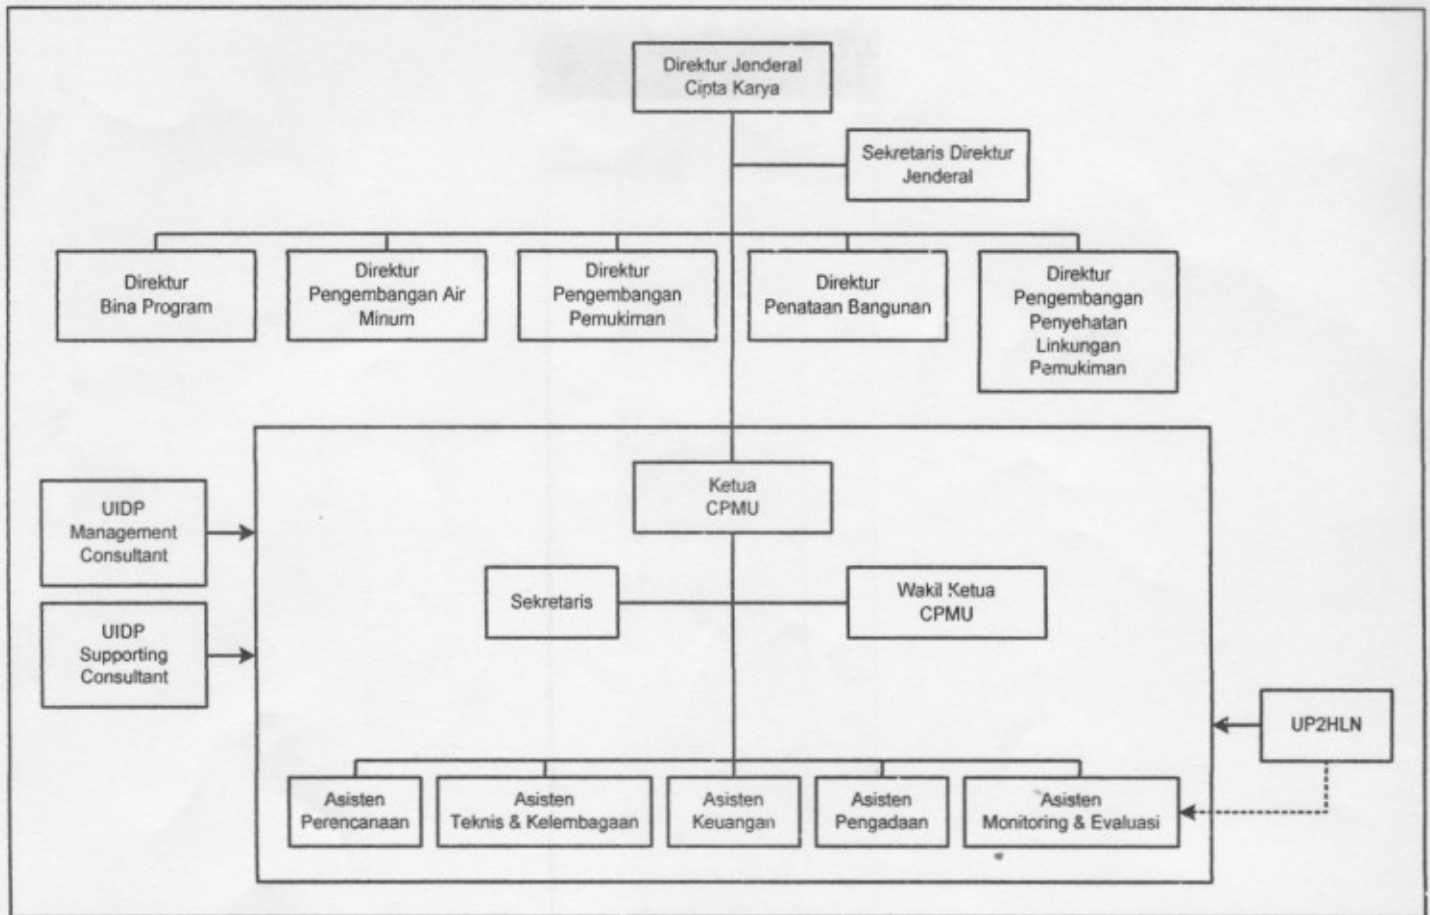 Direktur Jenderal
Cipta Karya
Sekretaris Direktur
Jenderal
Direktur
Bina Program
Direktur
Pengembangan Air
Minum
Direktur
Pengembangan
Pemukiman
Direktur
Penataan Bangunan
Direktur
Pengembangan
Penyehatan
Linkungan
Pemukiman
Ketua
CPMU
UIDP
Management
Consultant
Sekretaris
Wakil Ketua
CPMU
UIDP
Supporting
Consultant
UP2HLN
Asisten
Perencanaan
Asisten
Teknis & Kelembagaan
Asisten
Keuangan
Asisten
Pengadaan
Asisten
Monitoring & Evaluasi